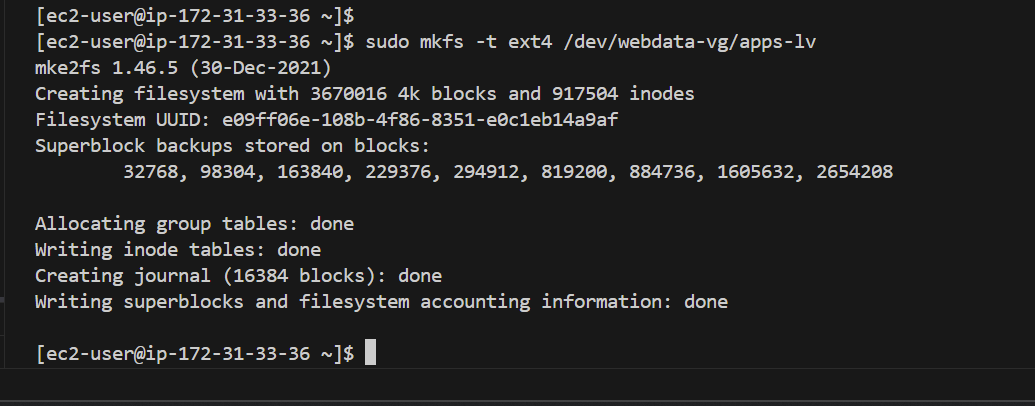 [ec2-user@ip-172-31-33-36 ~]$
[ec2-user@ip-172-31-33-36 ~]$ sudo mkfs -t ext4 /dev/webdata-vg/apps-lv
mke2fs 1.46.5 (30-Dec-2021)
Creating filesystem with 3670016 4k blocks and 917504 inodes
Filesystem UUID: e09ff06e-108b-4f86-8351-e0c1eb14a9af
Superblock backups stored on blocks:
        32768, 98304, 163840, 229376, 294912, 819200, 884736, 1605632, 2654208

Allocating group tables: done
Writing inode tables: done
Creating journal (16384 blocks): done
Writing superblocks and filesystem accounting information: done

[ec2-user@ip-172-31-33-36 ~]$